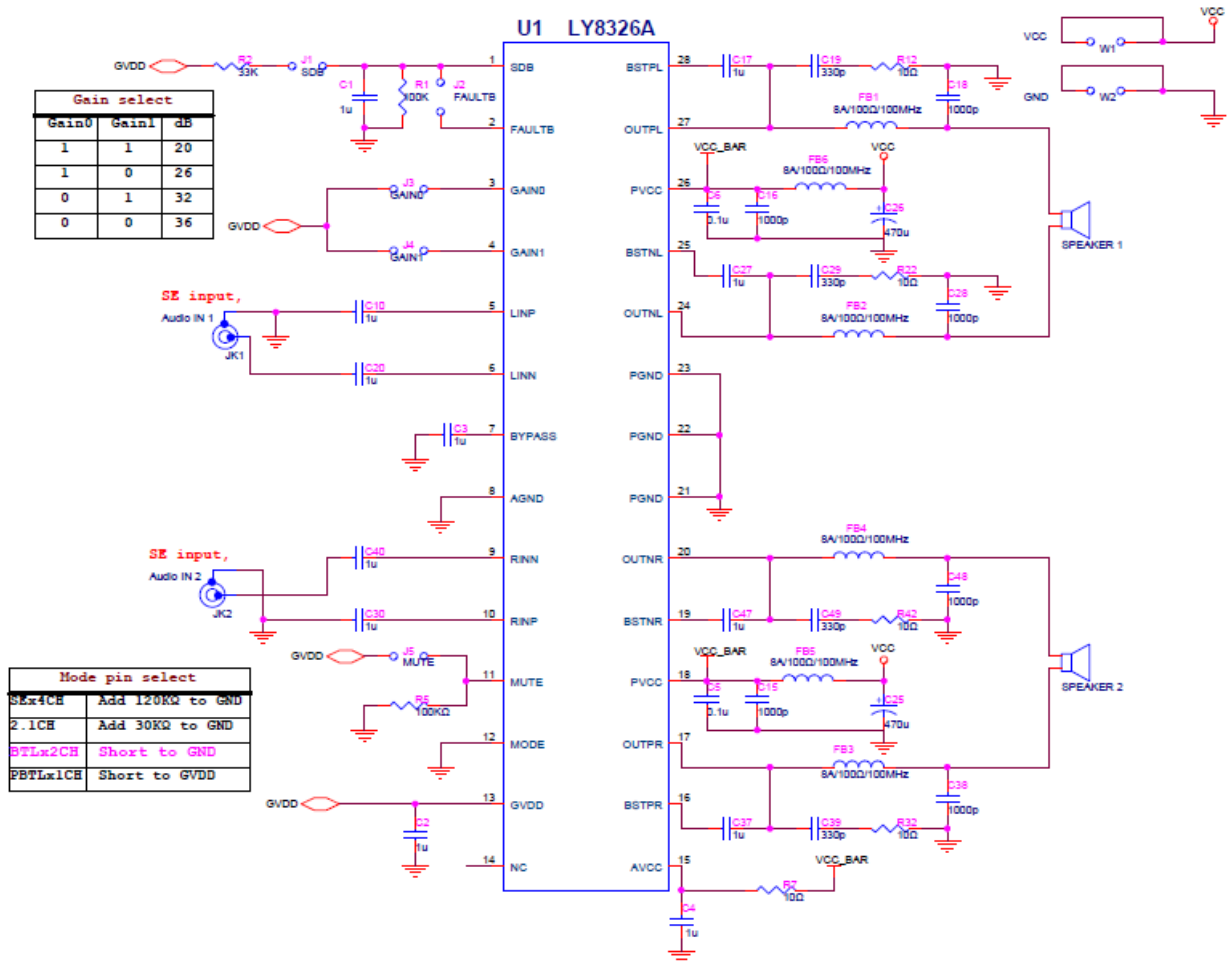 U1 LY8326A
VCC
VCC
W1
GND
W2
GVDD
R2
33K
J1
SDB
C1
1u
R1
100K
J2
FAULTB
1
SDB
2
FAULTB
Gain select
Gain0 Gain1 dB
1 1 20
1 0 26
0 1 32
0 0 36
GVDD
J3
GAIN0
J4
GAIN1
3
GAIN0
4
GAIN1
SE input,
Audio IN 1
JK1
C10
1u
C20
1u
5
LINP
6
LINN
C3
1u
7
BYPASS
8
AGND
SE input,
Audio IN 2
JK2
C40
1u
C30
1u
9
RINN
10
RINP
GVDD
J5
MUTE
R5
100KΩ
11
MUTE
12
MODE
Mode pin select
SEx4CH Add 120KΩ to GND
2.1CH Add 30KΩ to GND
BTLx2CH Short to GND
PBTLx1CH Short to GVDD
GVDD
C2
1u
13
GVDD
14
NC
BSTPL
28
C17
1u
C19
330p
R12
10Ω
C18
1000p
FB1
8A/100Ω/100MHz
OUTPL
27
VCC_BAR
FB6
8A/100Ω/100MHz
VCC
PVCC
26
C6
0.1u
C16
1000p
C26
470u
SPEAKER 1
BSTNL
25
C27
1u
C29
330p
R22
10Ω
C28
1000p
OUTNL
24
FB2
8A/100Ω/100MHz
PGND
23
PGND
22
PGND
21
OUTNR
20
FB4
8A/100Ω/100MHz
C48
1000p
BSTNR
19
C47
1u
C49
330p
R42
10Ω
VCC_BAR
FB5
8A/100Ω/100MHz
VCC
PVCC
18
C5
0.1u
C15
1000p
C25
470u
SPEAKER 2
OUTPR
17
FB3
8A/100Ω/100MHz
C38
1000p
BSTPR
16
C37
1u
C39
330p
R32
10Ω
AVCC
15
VCC_BAR
R7
10Ω
C4
1u